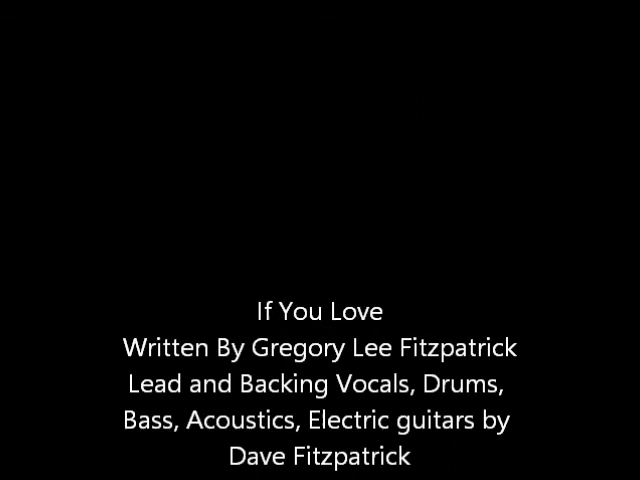 If You Love
Written By Gregory Lee Fitzpatrick
Lead and Backing Vocals, Drums,
Bass, Acoustics, Electric guitars by
Dave Fitzpatrick